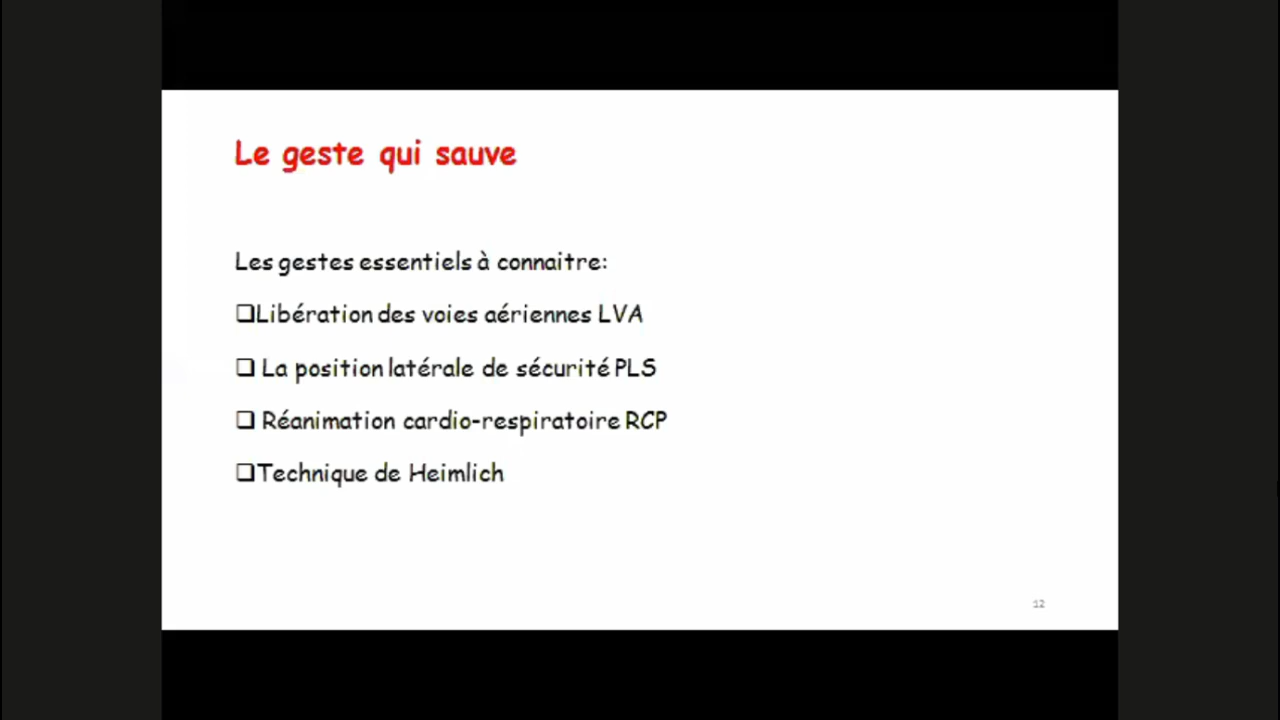 Le geste qui sauve
Les gestes essentiels à connaitre:
❑Libération des voies aériennes LVA
❑ La position latérale de sécurité PLS
❑ Réanimation cardio-respiratoire RCP
❑Technique de Heimlich
12